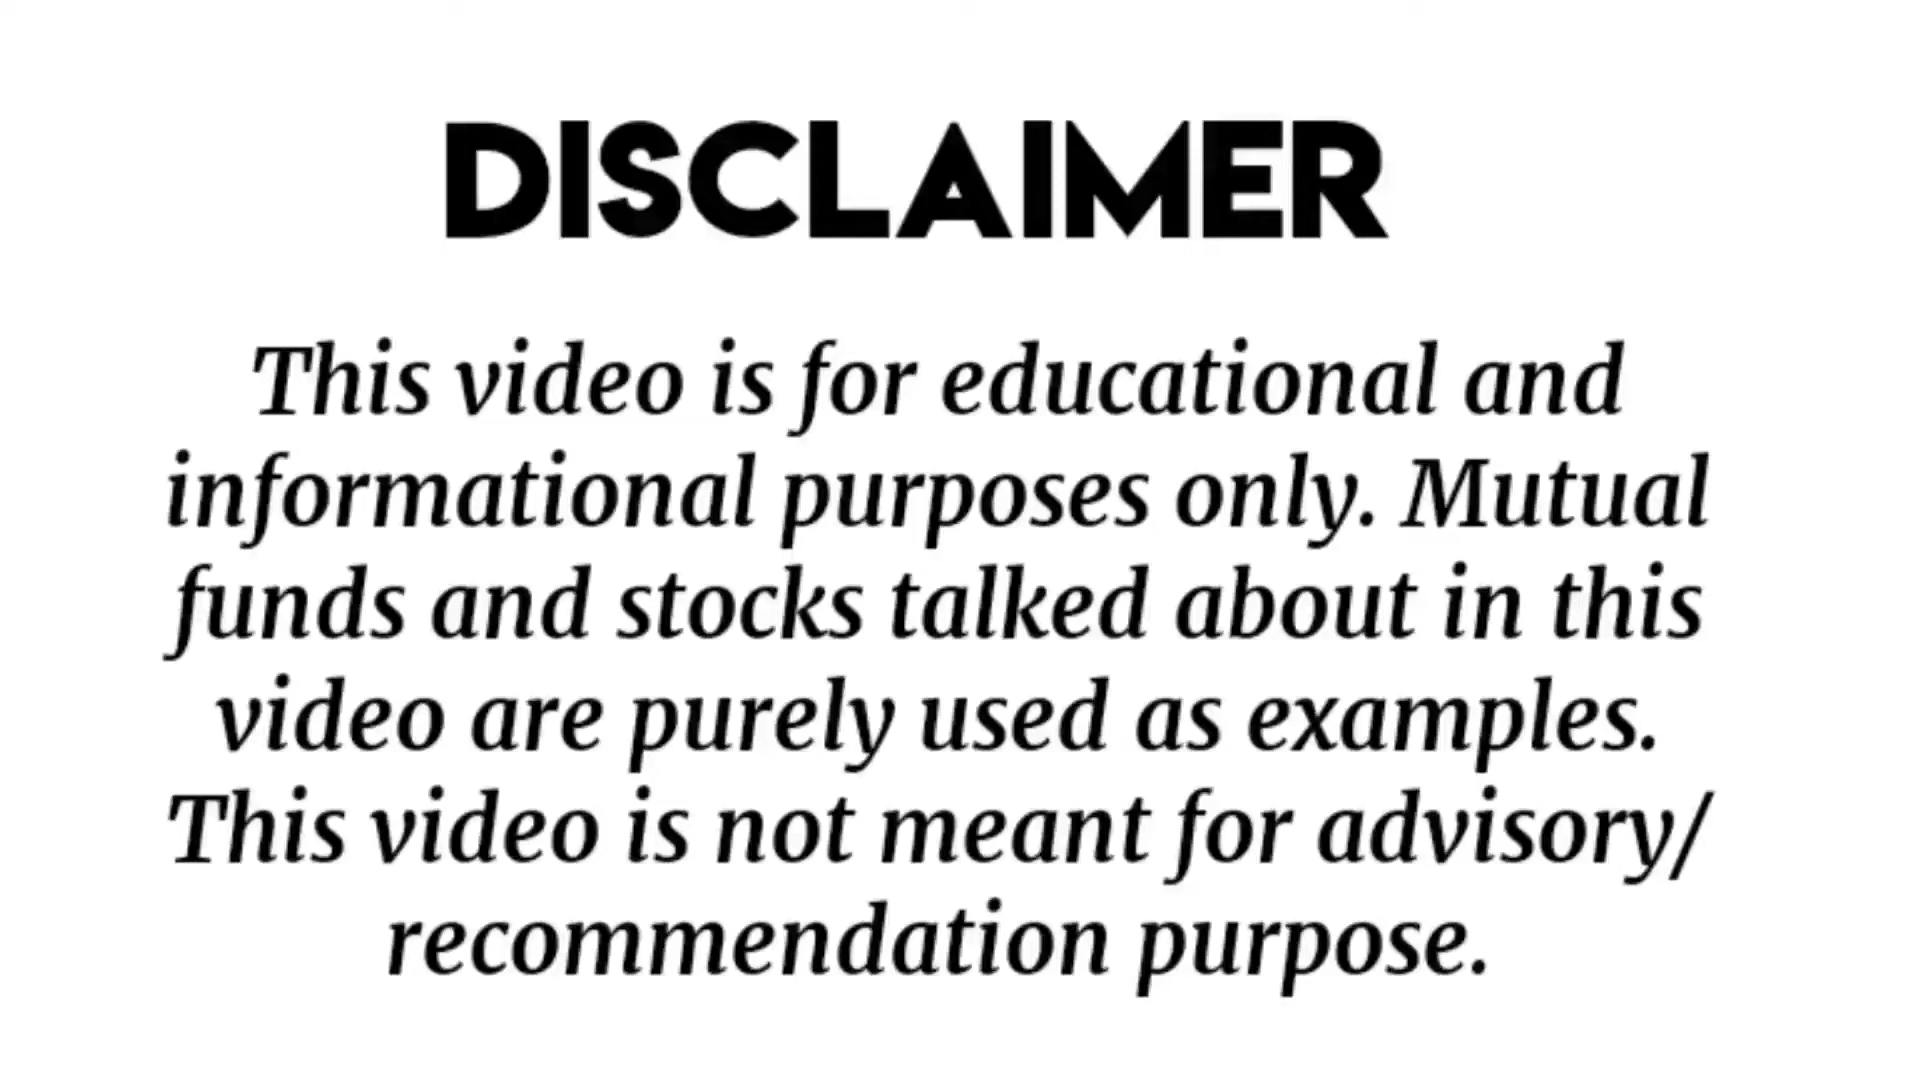 DISCLAIMER
This video is for educational and
informational purposes only. Mutual
funds and stocks talked about in this
video are purely used as examples.
This video is not meant for advisory/
recommendation purpose.